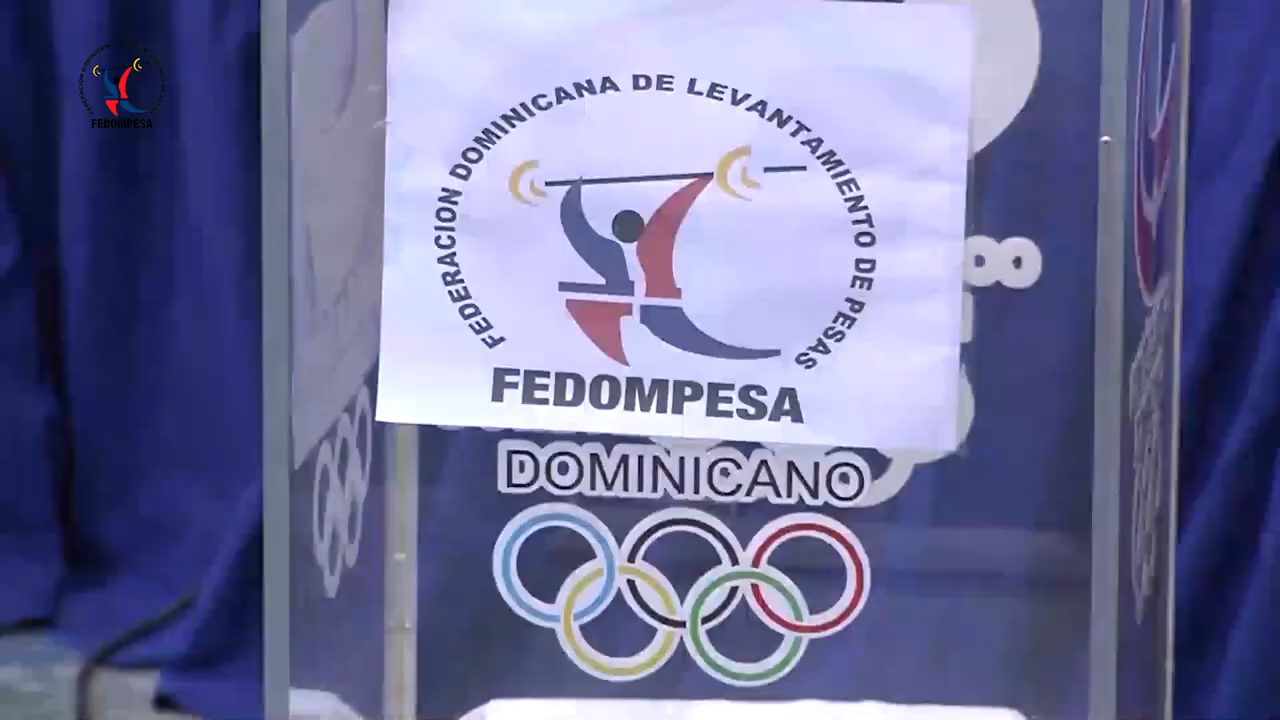 FEDOMPESA
FEDERACION DOMINICANA DE LEVANTAMIENTO DE PESAS
FEDOMPESA
DOMINICANO